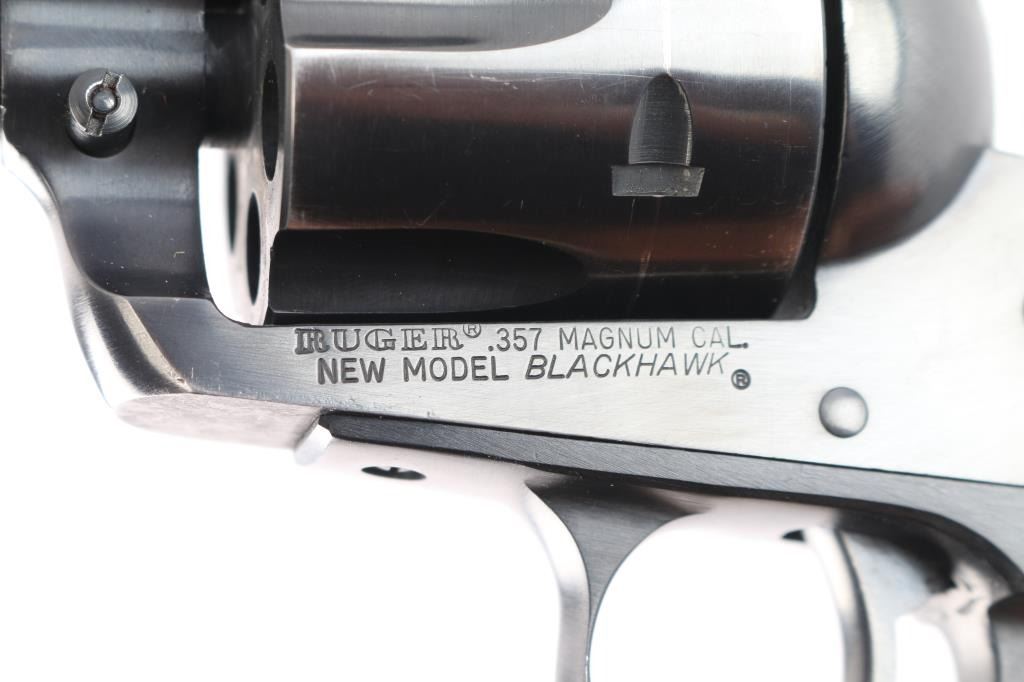 RUGER® .357 MAGNUM CAL.
NEW MODEL BLACKHAWK®